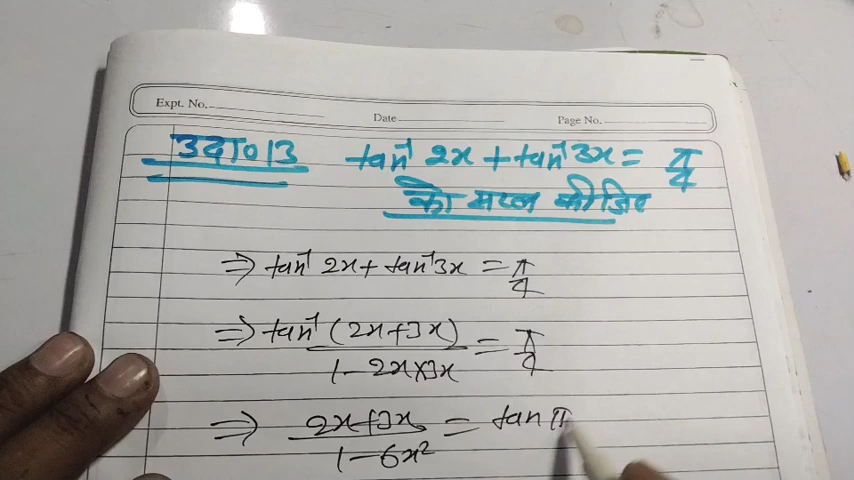 Expt. No.
Date
Page No.
उदा० 13 tan⁻¹ 2x + tan⁻¹ 3x = π/4
को सरल कीजिए
⇒ tan⁻¹ 2x + tan⁻¹ 3x = π/4
⇒ tan⁻¹ (2x+3x)/(1-2x×3x) = π/4
⇒ (2x+3x)/(1-6x²) = tan π